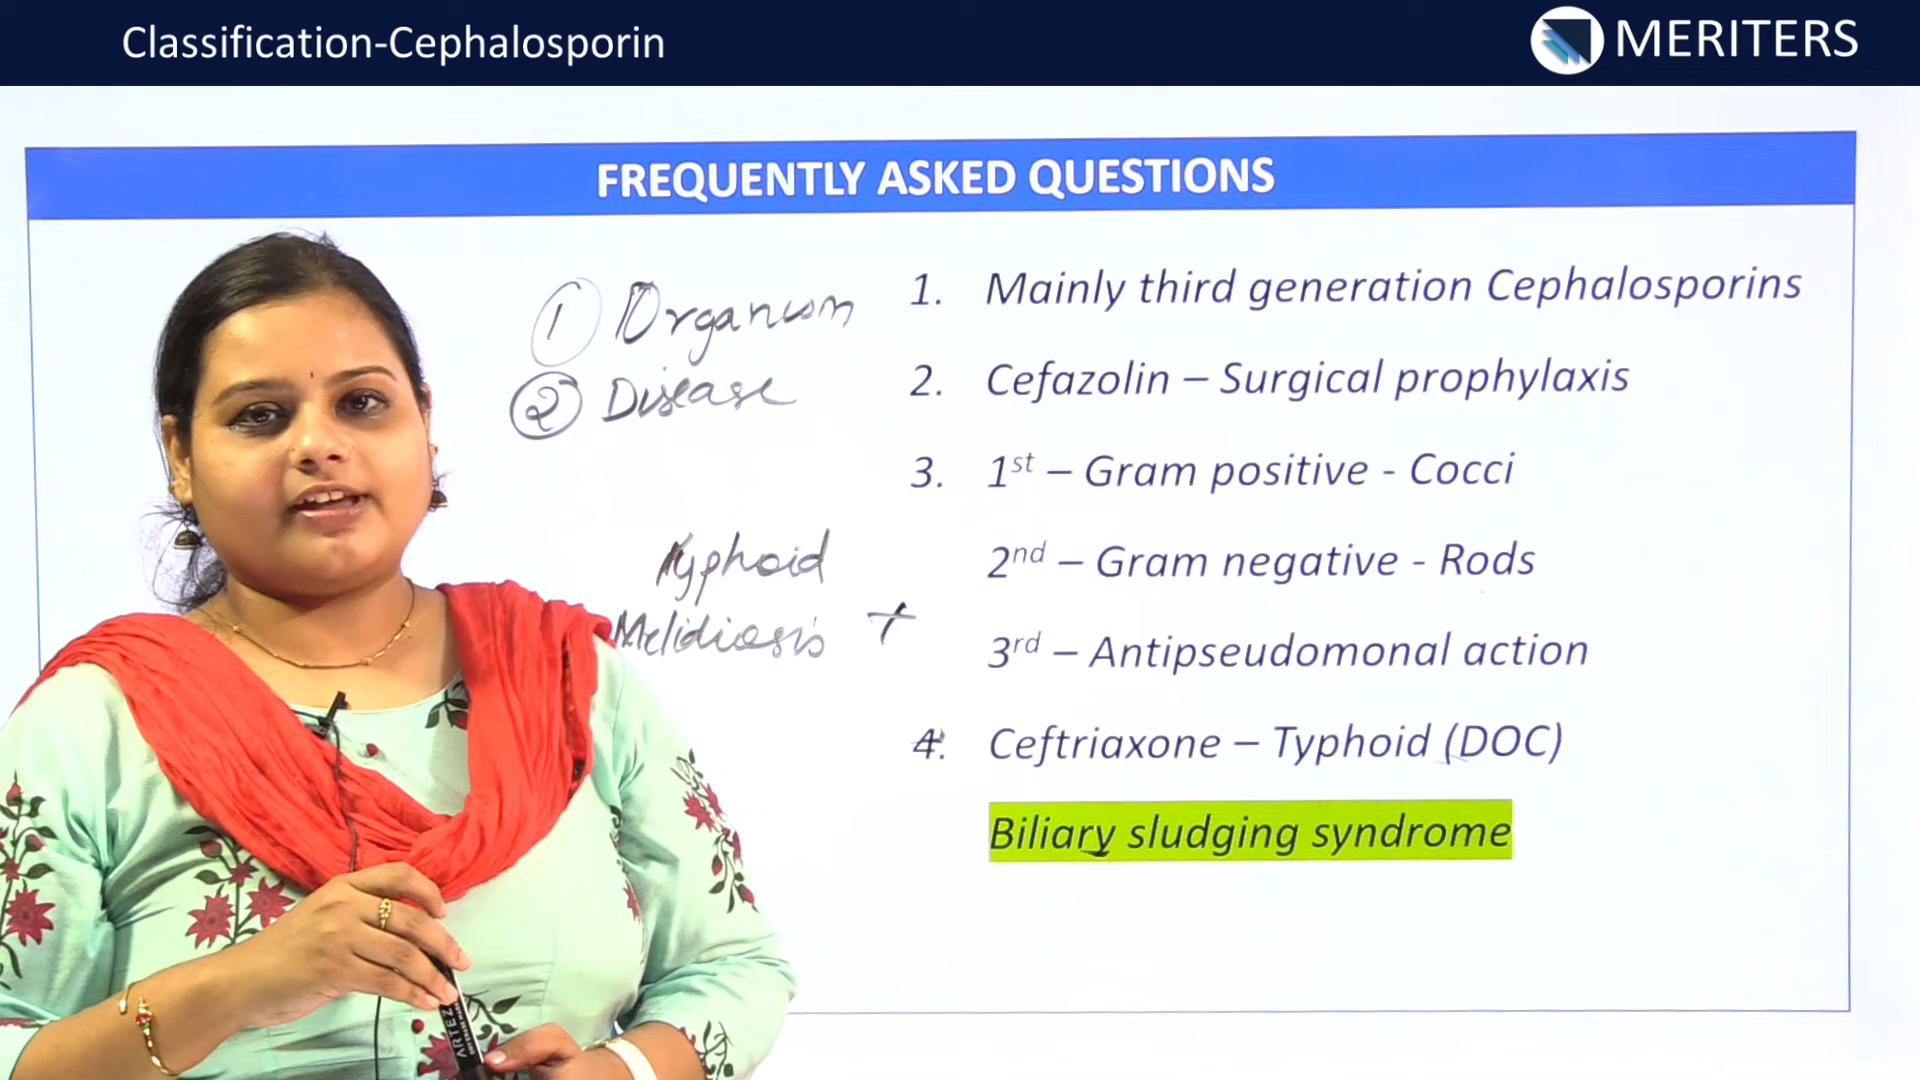 Classification-Cephalosporin
MERITERS
FREQUENTLY ASKED QUESTIONS
1. Mainly third generation Cephalosporins
2. Cefazolin – Surgical prophylaxis
3. 1st – Gram positive - Cocci
2nd – Gram negative - Rods
3rd – Antipseudomonal action
4. Ceftriaxone – Typhoid (DOC)
Biliary sludging syndrome
1 Organism
2 Disease
Typhoid
Melidiosis +
ARTEZ